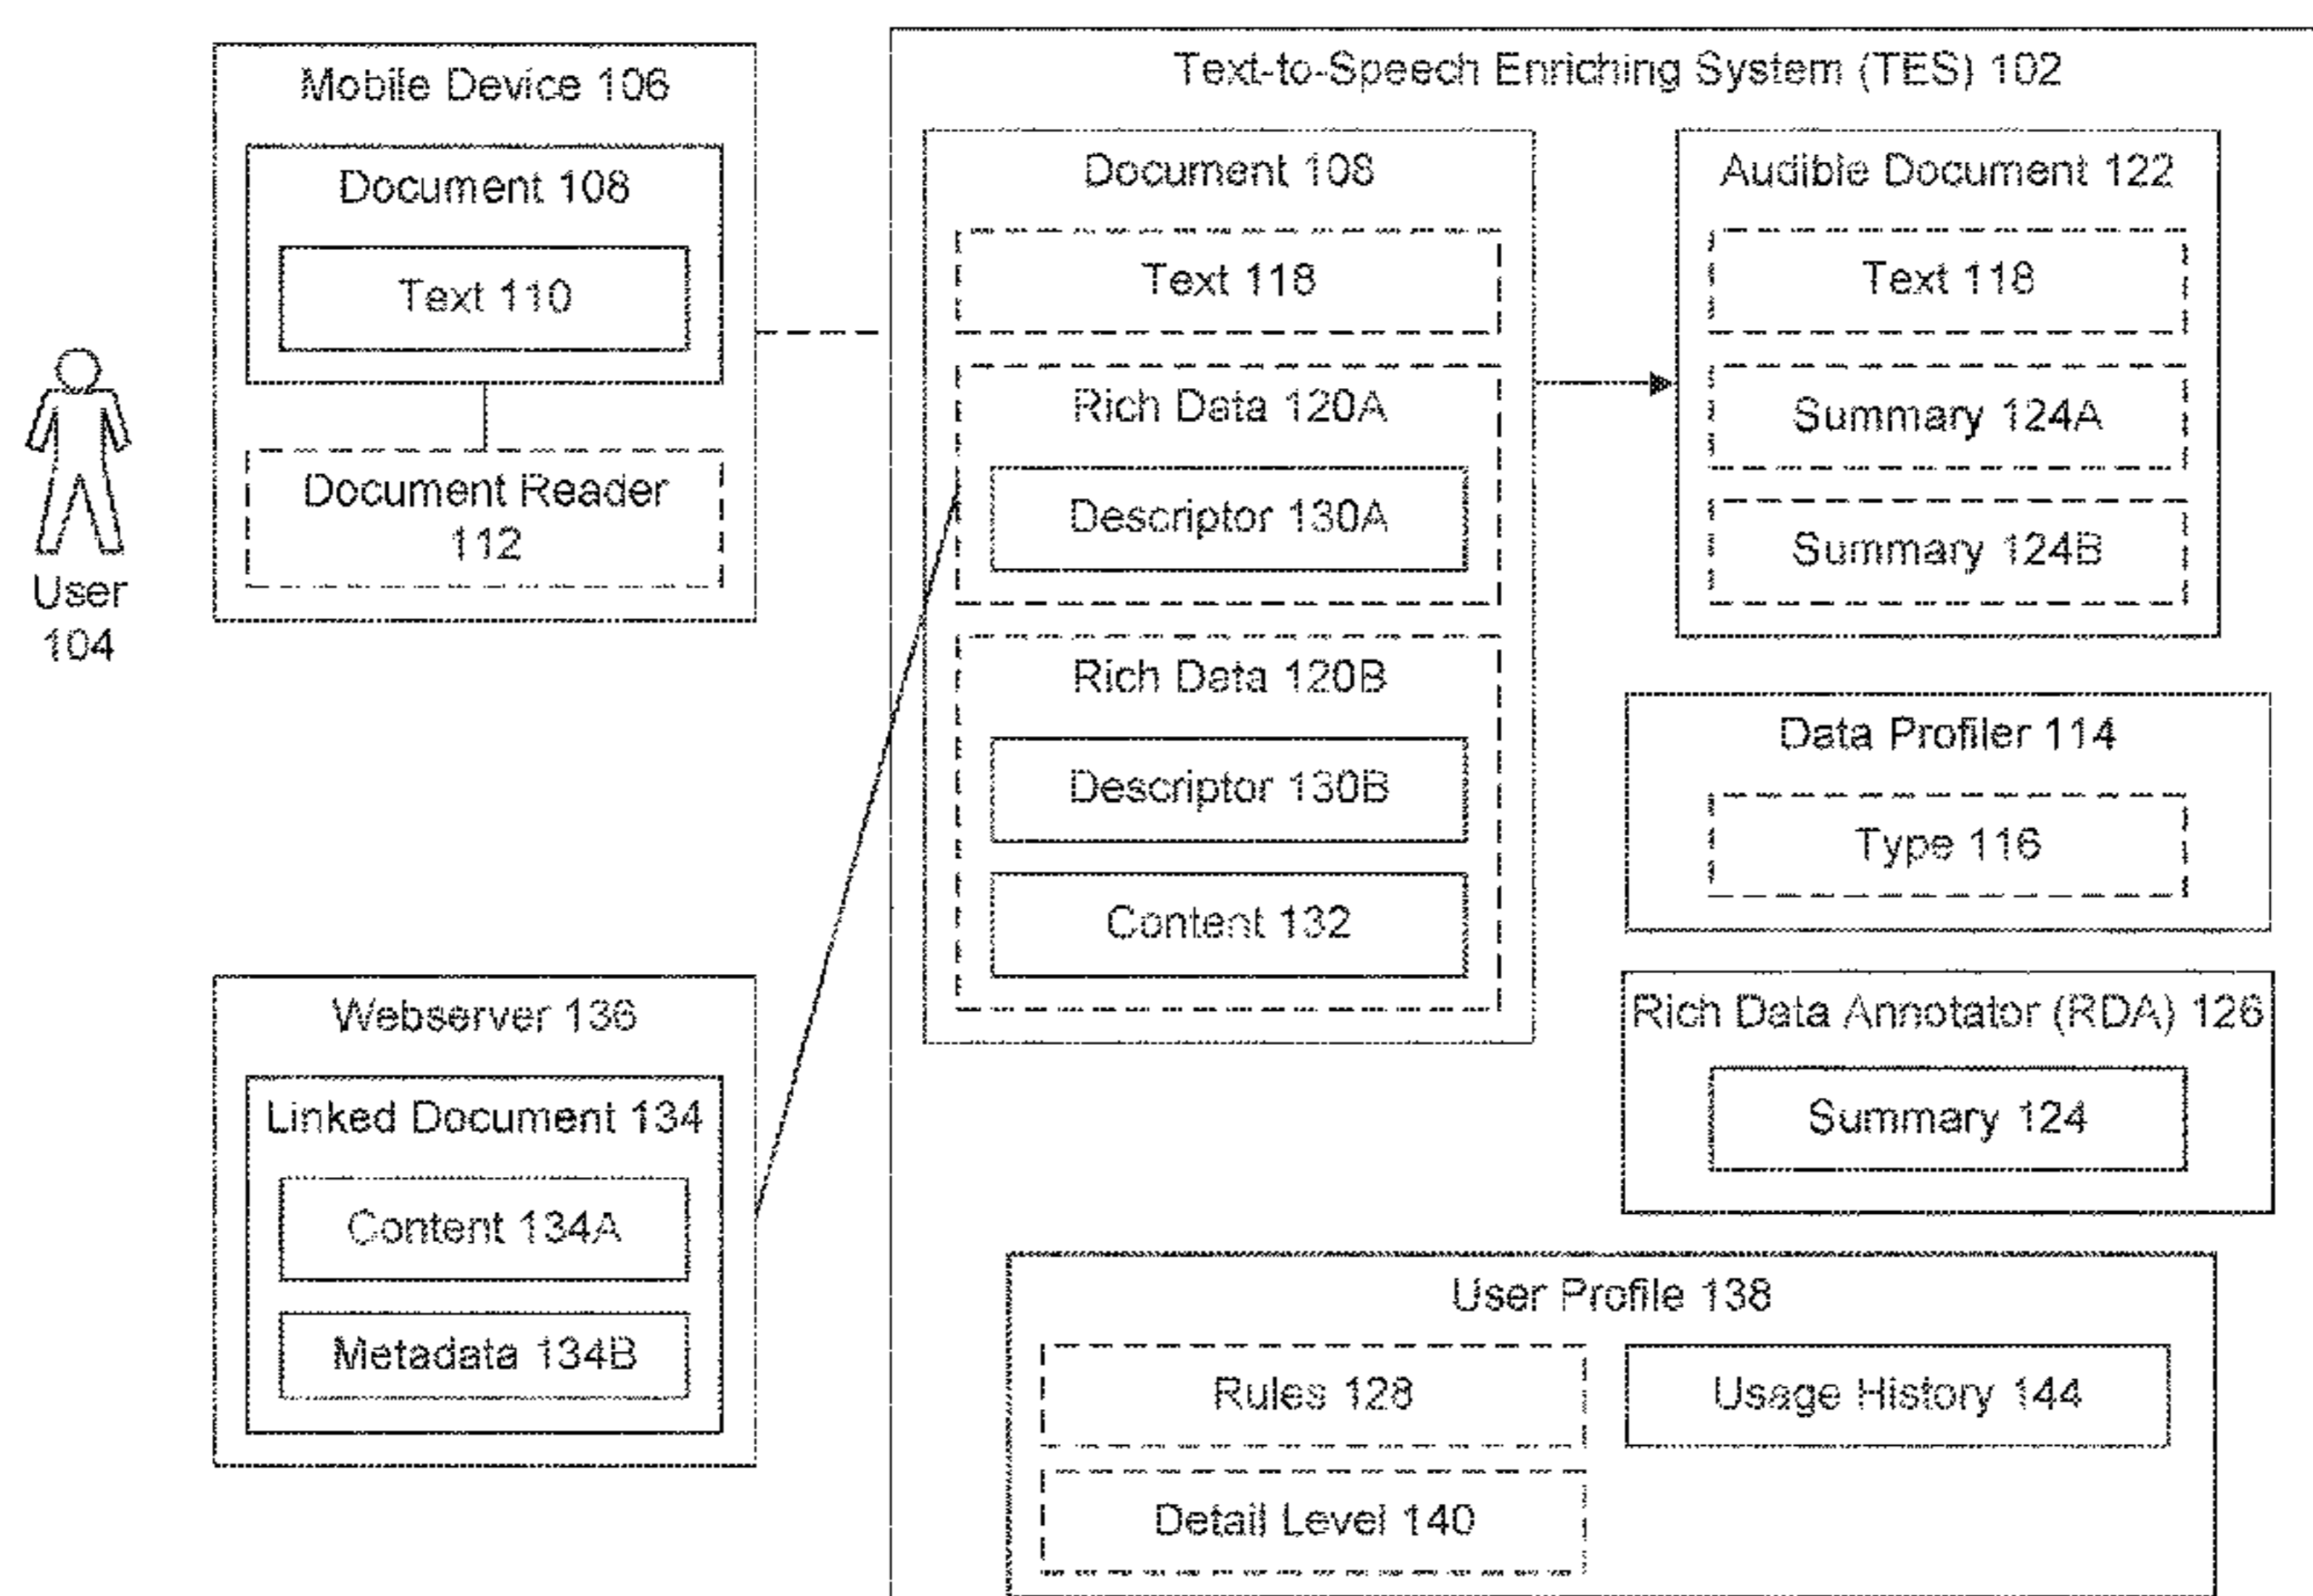 Mobile Device 106
Document 108
Text 110
Document Reader
112
User
104
Webserver 136
Linked Document 134
Content 134A
Metadata 134B
Text-to-Speech Enriching System (TES) 102
Document 108
Text 118
Rich Data 120A
Descriptor 130A
Rich Data 120B
Descriptor 130B
Content 132
Audible Document 122
Text 118
Summary 124A
Summary 124B
Data Profiler 114
Type 116
Rich Data Annotator (RDA) 126
Summary 124
User Profile 138
Rules 128
Usage History 144
Detail Level 140